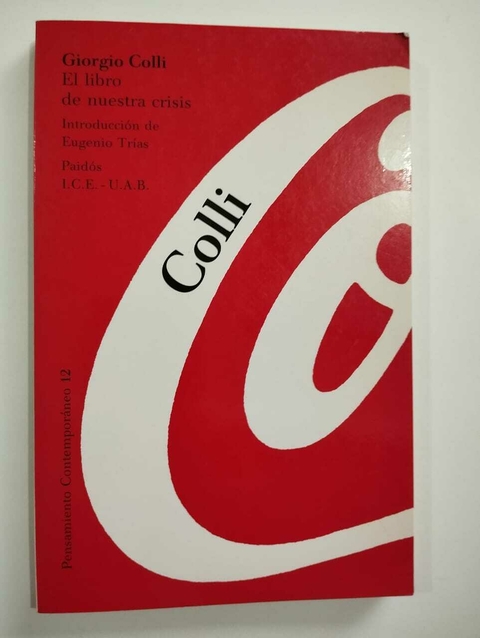 Giorgio Colli
El libro
de nuestra crisis
Introducción de
Eugenio Trías
Paidós
I.C.E. - U.A.B.
Colli
Pensamiento Contemporáneo 12